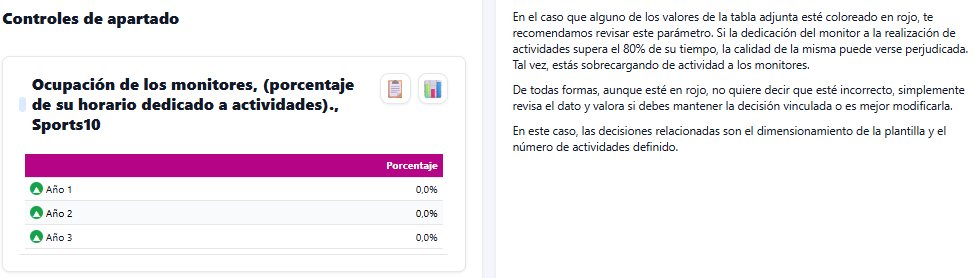 Controles de apartado
Ocupación de los monitores, (porcentaje
de su horario dedicado a actividades).,
Sports10
Porcentaje
Año 1 0,0%
Año 2 0,0%
Año 3 0,0%
En el caso que alguno de los valores de la tabla adjunta esté coloreado en rojo, te
recomendamos revisar este parámetro. Si la dedicación del monitor a la realización de
actividades supera el 80% de su tiempo, la calidad de la misma puede verse perjudicada.
Tal vez, estás sobrecargando de actividad a los monitores.
De todas formas, aunque esté en rojo, no quiere decir que esté incorrecto, simplemente
revisa el dato y valora si debes mantener la decisión vinculada o es mejor modificarla.
En este caso, las decisiones relacionadas son el dimensionamiento de la plantilla y el
número de actividades definido.